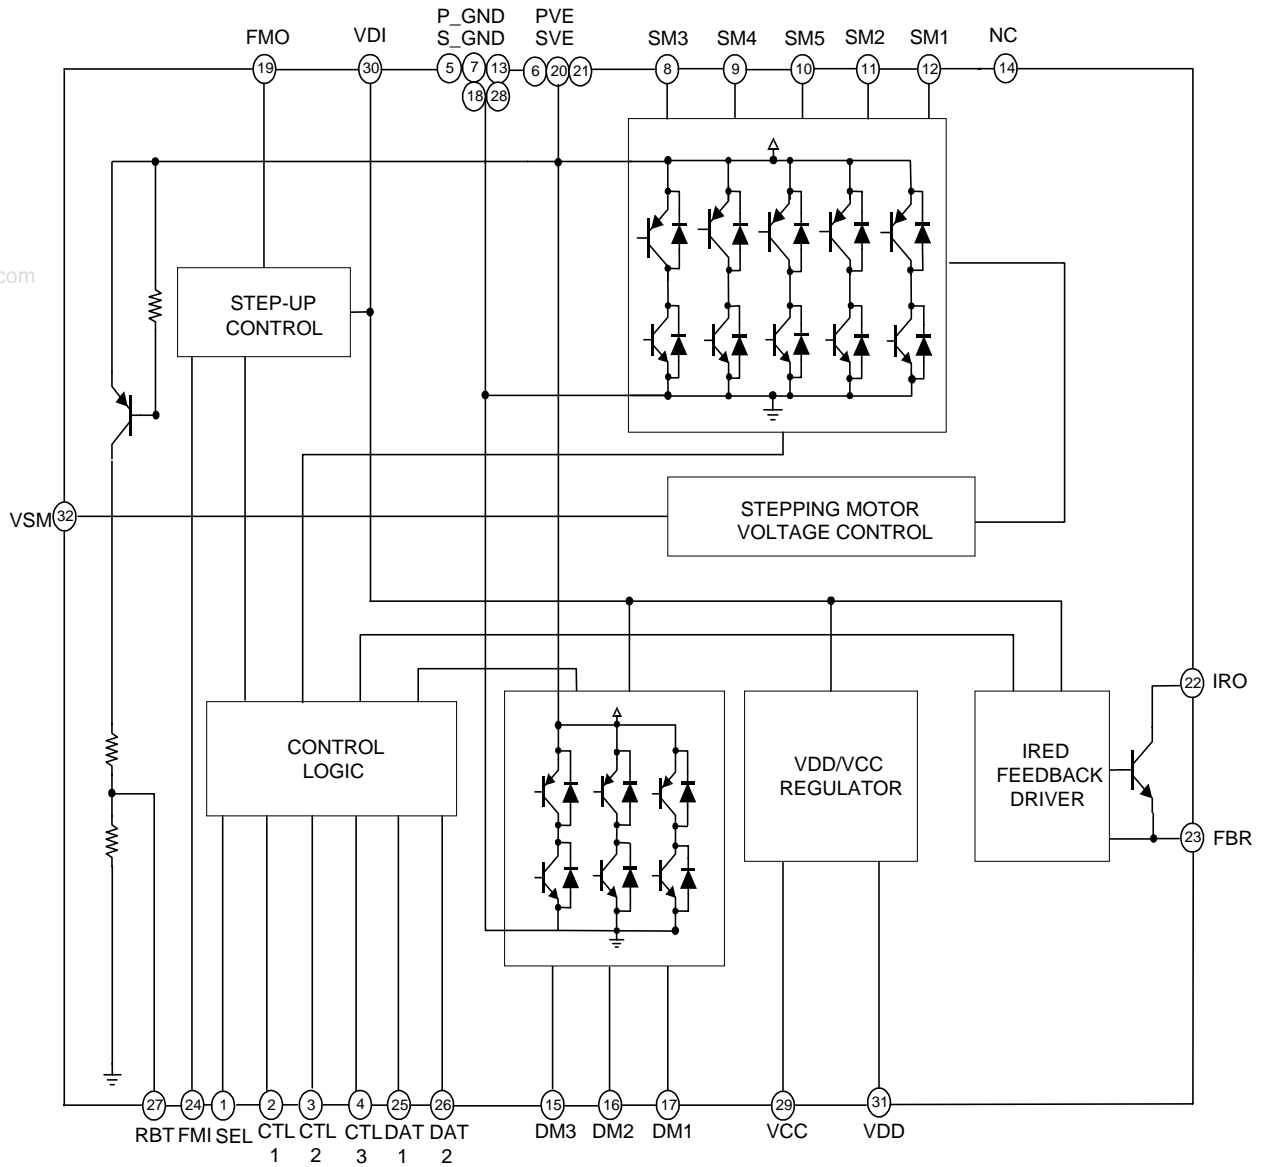 P_GND
PVE
FMO
VDI
S_GND
SVE
SM3
SM4
SM5
SM2
SM1
NC
19
30
5
7
13
6
20
21
8
9
10
11
12
14
18
28
com
STEP-UP
CONTROL
VSM
32
STEPPING MOTOR
VOLTAGE CONTROL
22
IRO
CONTROL
LOGIC
VDD/VCC
REGULATOR
IRED
FEEDBACK
DRIVER
23
FBR
27
24
1
2
3
4
25
26
15
16
17
29
31
RBT
FMI
SEL
CTL
1
CTL
2
CTL
3
DAT
1
DAT
2
DM3
DM2
DM1
VCC
VDD